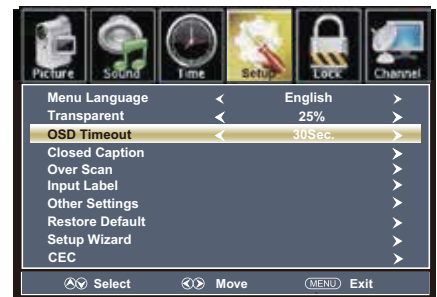 Picture Sound Time Setup Lock Channel
Menu Language English
Transparent 25%
OSD Timeout 30Sec.
Closed Caption
Over Scan
Input Label
Other Settings
Restore Default
Setup Wizard
CEC
Select Move MENU Exit